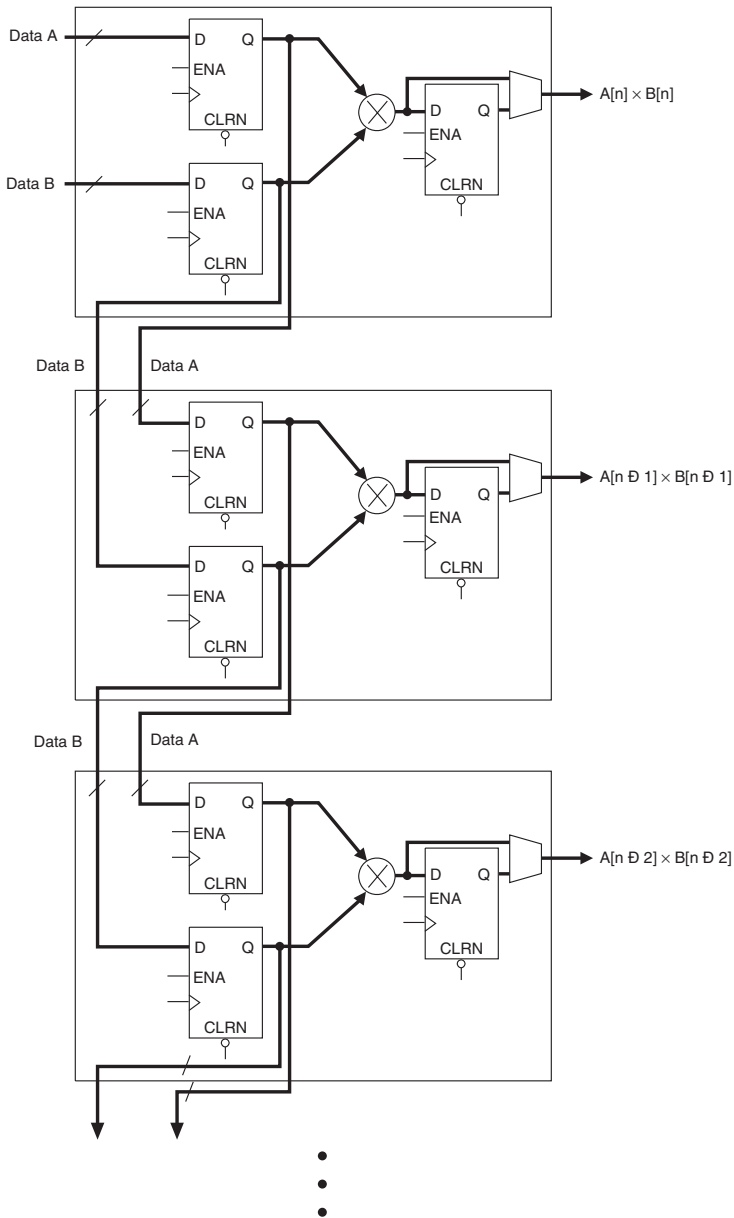 Data A
D Q
ENA
CLRN
D Q
ENA
CLRN
A[n] × B[n]
Data B
D Q
ENA
CLRN
Data B
Data A
D Q
ENA
CLRN
D Q
ENA
CLRN
A[n Ð 1] × B[n Ð 1]
D Q
ENA
CLRN
Data B
Data A
D Q
ENA
CLRN
D Q
ENA
CLRN
A[n Ð 2] × B[n Ð 2]
D Q
ENA
CLRN